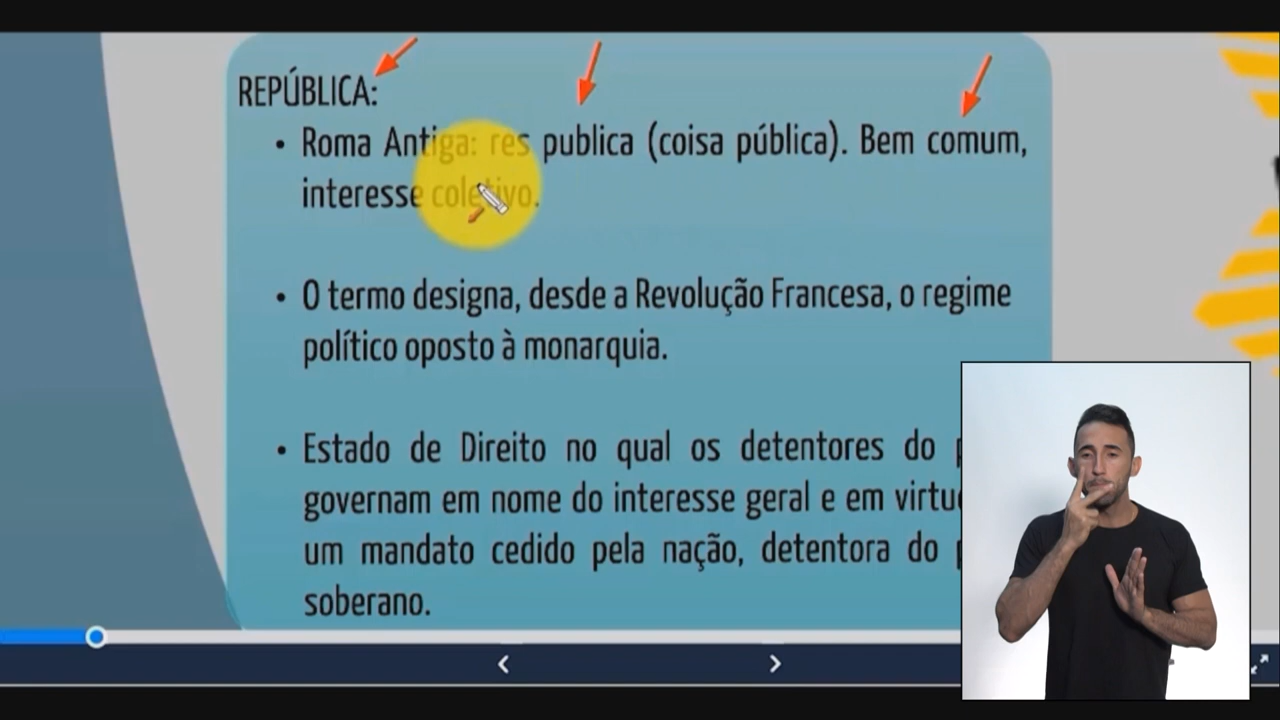 REPÚBLICA:
• Roma Antiga: res publica (coisa pública). Bem comum,
interesse coletivo.
• O termo designa, desde a Revolução Francesa, o regime
político oposto à monarquia.
• Estado de Direito no qual os detentores do
governam em nome do interesse geral e em
um mandato cedido pela nação, detentora do
soberano.